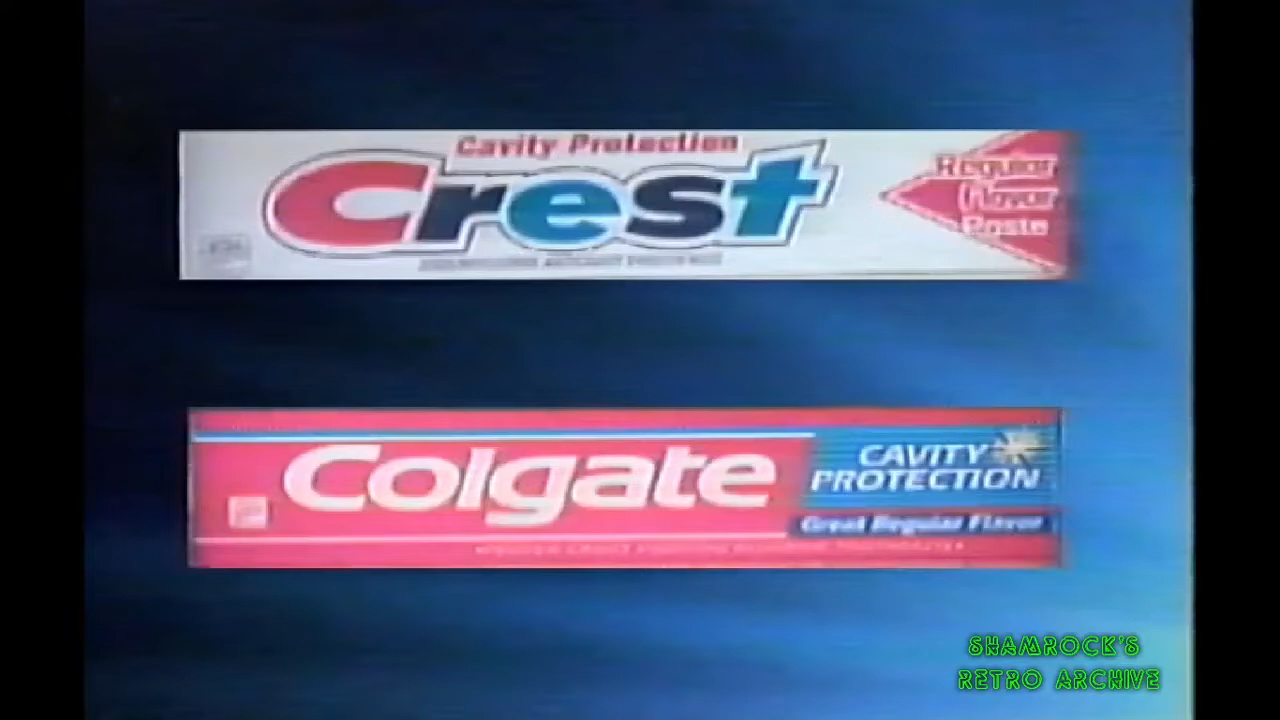 Cavity Protection
Crest
Regular
Flavor
Paste
Colgate
CAVITY
PROTECTION
Great Regular Flavor
SHAMROCK'S
RETRO ARCHIVE